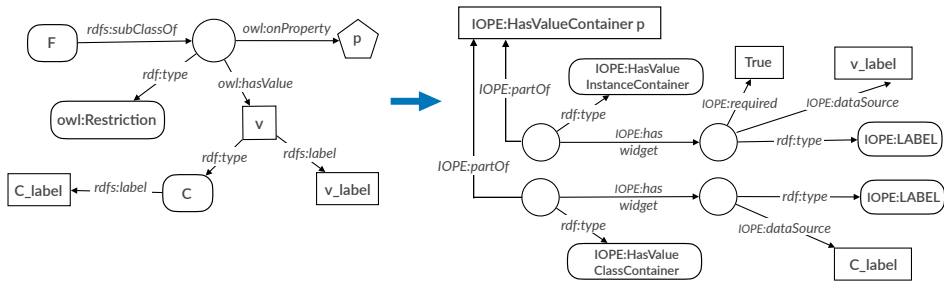 F
rdfs:subClassOf
owl:onProperty
p
rdf:type
owl:hasValue
owl:Restriction
v
rdf:type
rdfs:label
C_label
rdfs:label
C
v_label
IOPE:HasValueContainer p
IOPE:partOf
IOPE:HasValue
InstanceContainer
True
v_label
rdf:type
IOPE:required
IOPE:dataSource
IOPE:has
widget
rdf:type
IOPE:LABEL
IOPE:partOf
IOPE:has
widget
rdf:type
IOPE:LABEL
rdf:type
IOPE:dataSource
IOPE:HasValue
ClassContainer
C_label